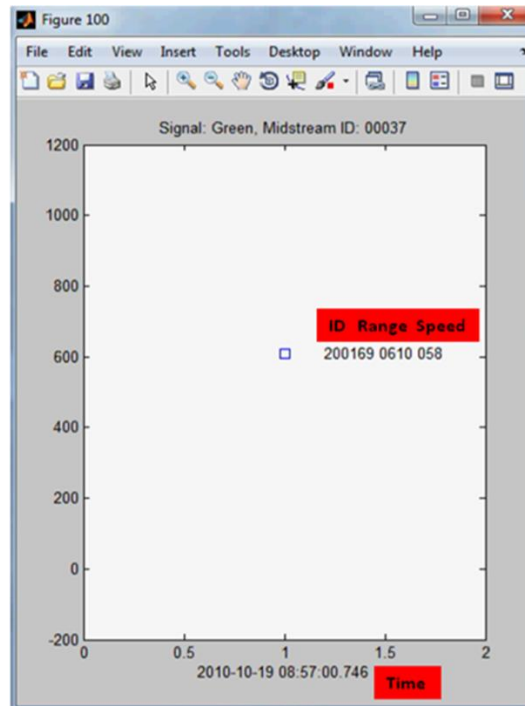 Figure 100
File Edit View Insert Tools Desktop Window Help
Signal: Green, Midstream ID: 00037
1200
1000
800
ID Range Speed
600
200169 0610 058
400
200
0
-200
0 0.5 1 1.5 2
2010-10-19 08:57:00.746
Time